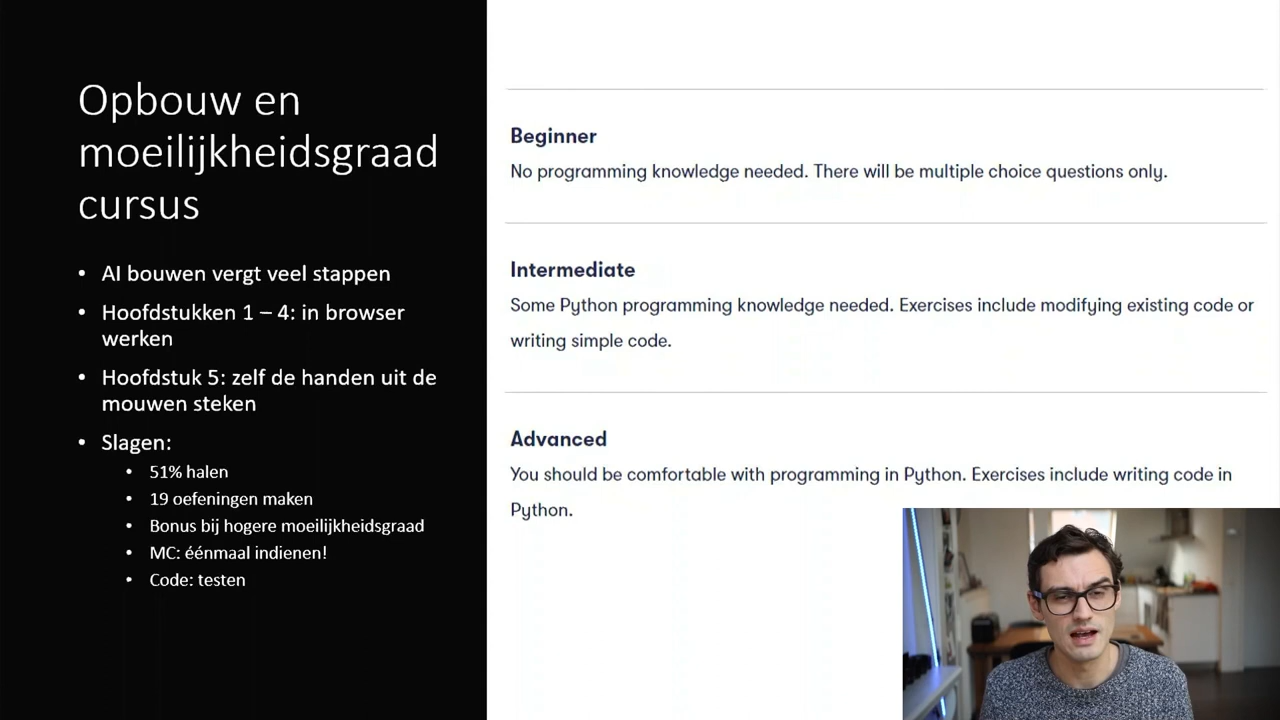 Opbouw en
moeilijkheidsgraad
cursus
• AI bouwen vergt veel stappen
• Hoofdstukken 1 – 4: in browser
werken
• Hoofdstuk 5: zelf de handen uit de
mouwen steken
• Slagen:
• 51% halen
• 19 oefeningen maken
• Bonus bij hogere moeilijkheidsgraad
• MC: éénmaal indienen!
• Code: testen
Beginner
No programming knowledge needed. There will be multiple choice questions only.
Intermediate
Some Python programming knowledge needed. Exercises include modifying existing code or
writing simple code.
Advanced
You should be comfortable with programming in Python. Exercises include writing code in
Python.